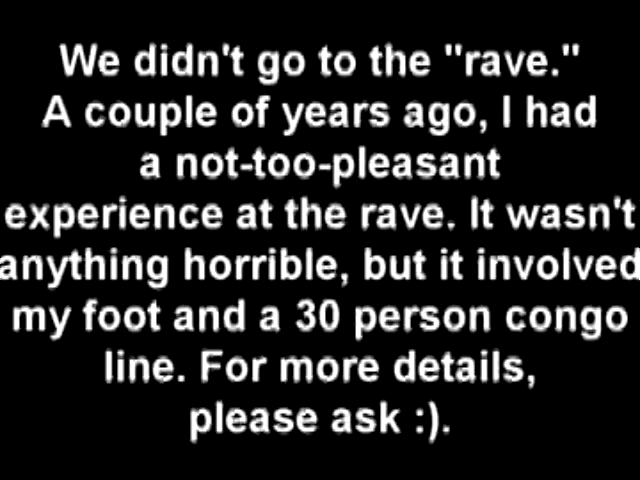 We didn't go to the "rave."
A couple of years ago, I had
a not-too-pleasant
experience at the rave. It wasn't
anything horrible, but it involved
my foot and a 30 person congo
line. For more details,
please ask :).